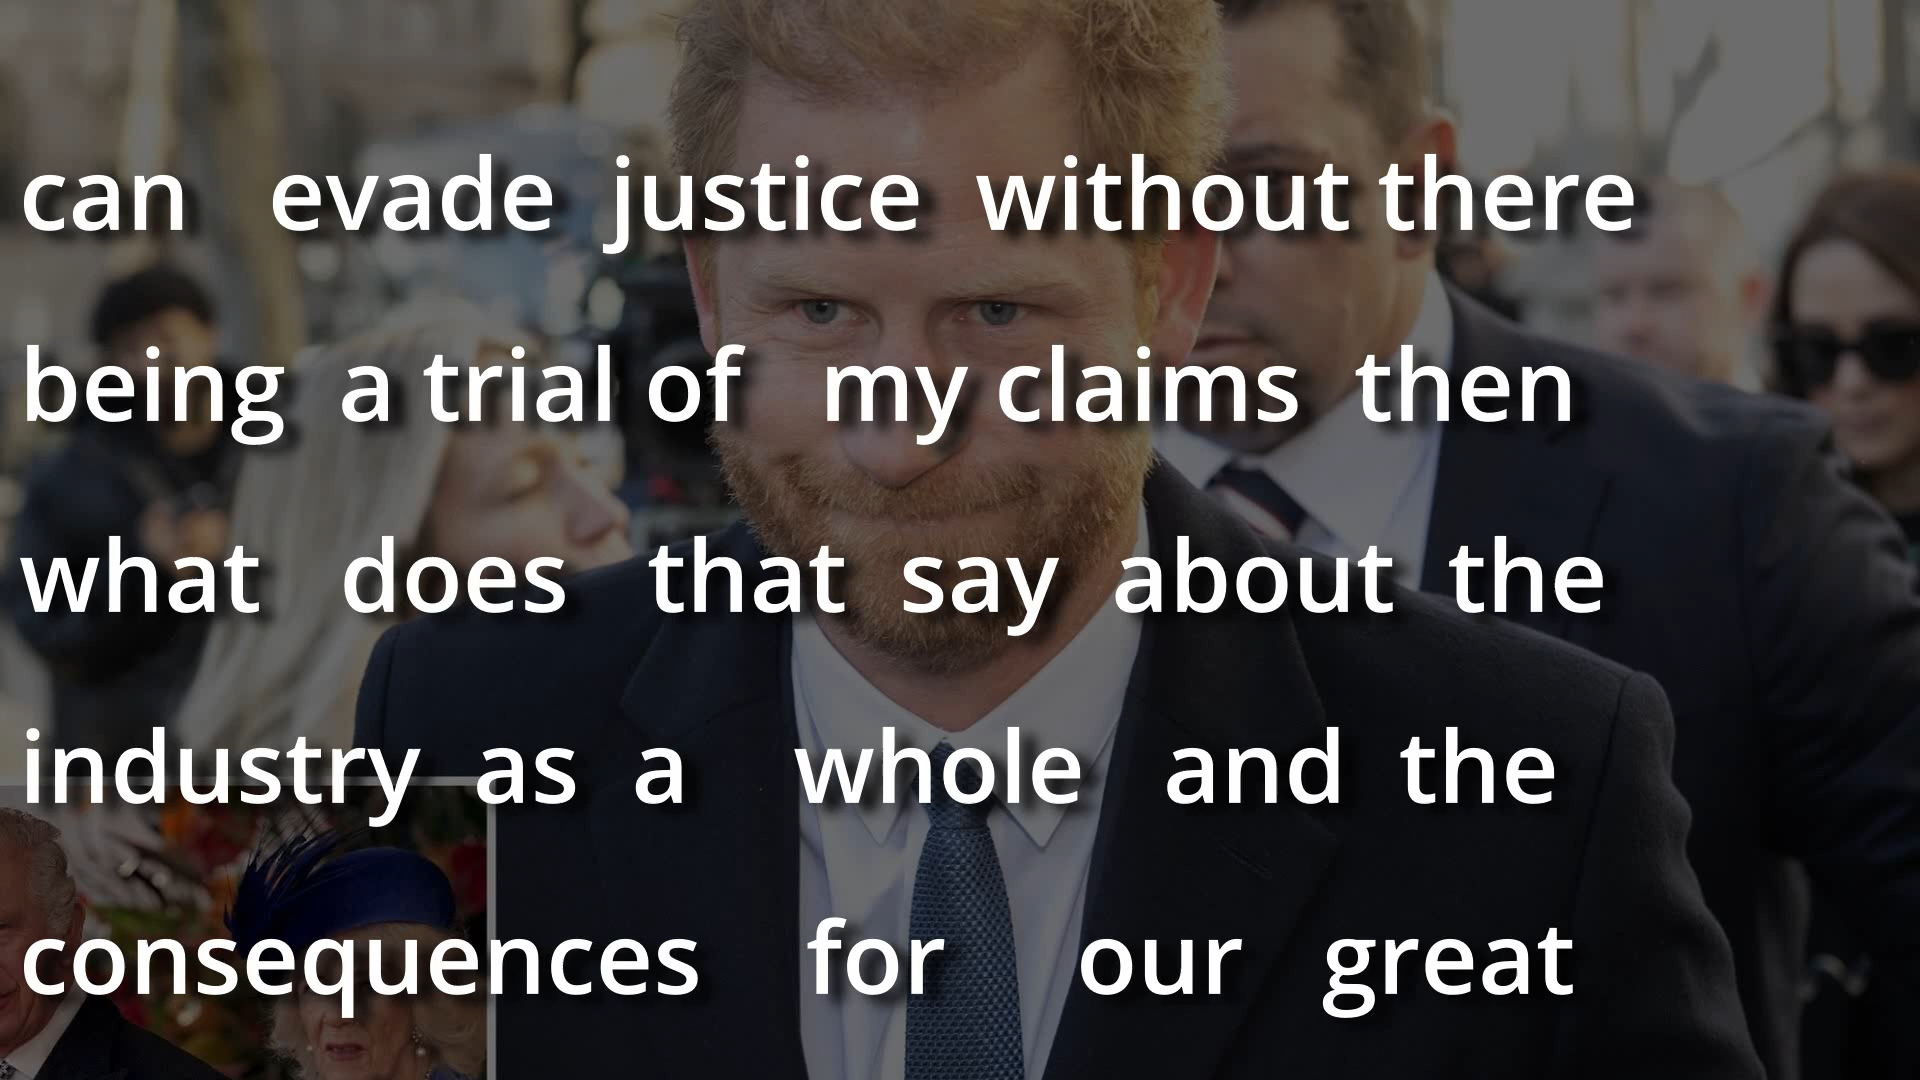 can evade justice without there
being a trial of my claims then
what does that say about the
industry as a whole and the
consequences for our great